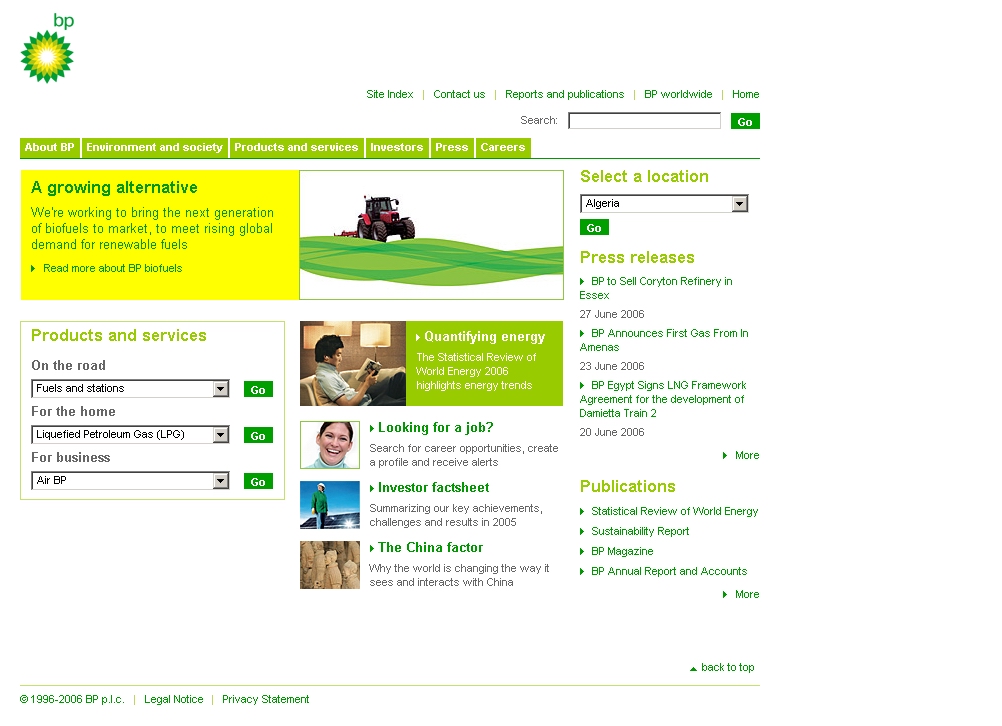 bp
Site Index | Contact us | Reports and publications | BP worldwide | Home
Search:
Go
About BP
Environment and society
Products and services
Investors
Press
Careers
A growing alternative
We're working to bring the next generation
of biofuels to market, to meet rising global
demand for renewable fuels
Read more about BP biofuels
Products and services
On the road
Fuels and stations
Go
For the home
Liquefied Petroleum Gas (LPG)
Go
For business
Air BP
Go
Quantifying energy
The Statistical Review of
World Energy 2006
highlights energy trends
Looking for a job?
Search for career opportunities, create
a profile and receive alerts
Investor factsheet
Summarizing our key achievements,
challenges and results in 2005
The China factor
Why the world is changing the way it
sees and interacts with China
Select a location
Algeria
Go
Press releases
BP to Sell Coryton Refinery in
Essex
27 June 2006
BP Announces First Gas From In
Amenas
23 June 2006
BP Egypt Signs LNG Framework
Agreement for the development of
Damietta Train 2
20 June 2006
More
Publications
Statistical Review of World Energy
Sustainability Report
BP Magazine
BP Annual Report and Accounts
More
back to top
© 1996-2006 BP p.l.c. | Legal Notice | Privacy Statement